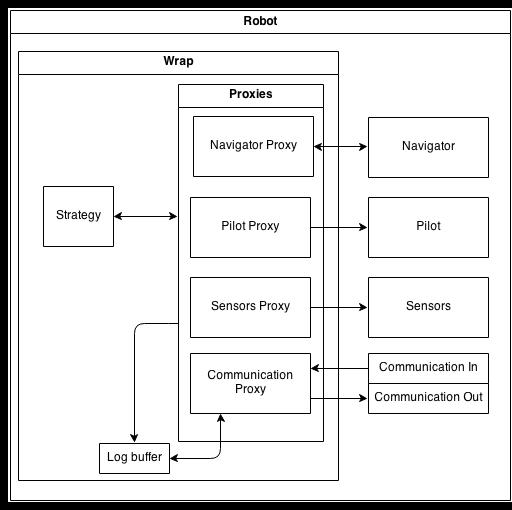 Robot
Wrap
Proxies
Navigator Proxy
Navigator
Strategy
Pilot Proxy
Pilot
Sensors Proxy
Sensors
Communication
Proxy
Communication In
Communication Out
Log buffer